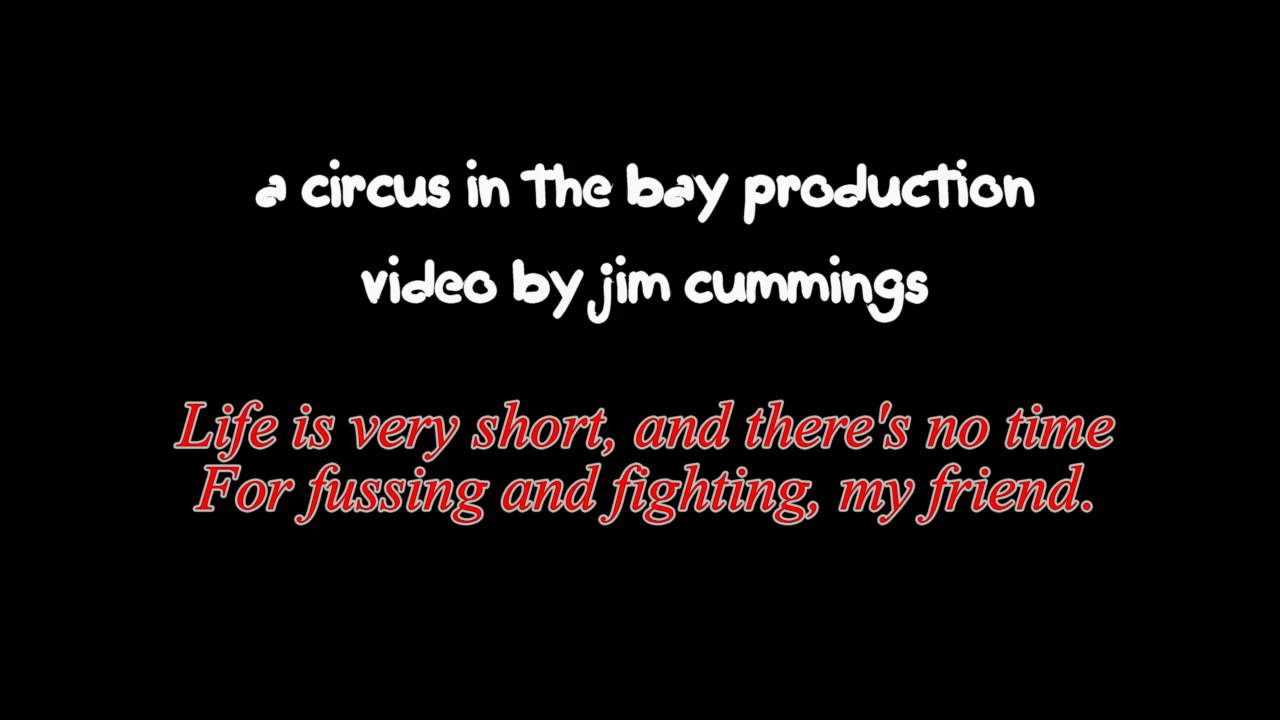 a circus in the bay production
video by jim cummings
Life is very short, and there's no time
For fussing and fighting, my friend.